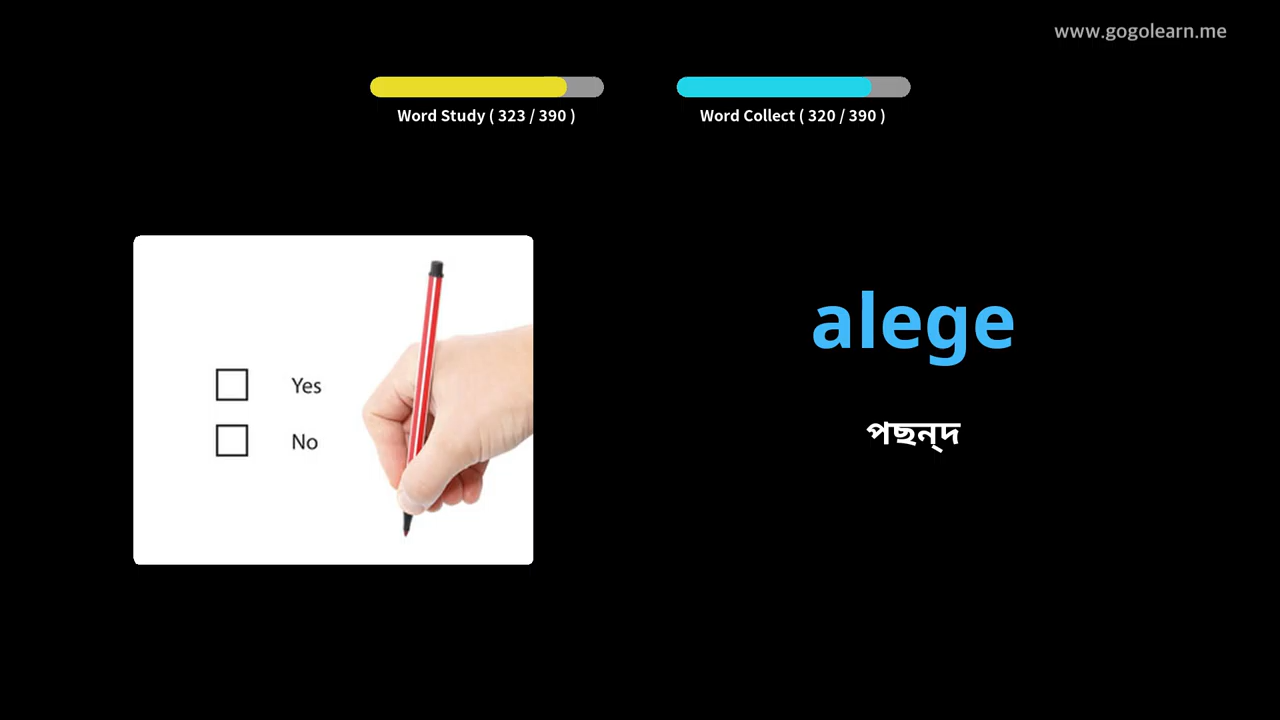 www.gogolearn.me
Word Study ( 323 / 390 )
Word Collect ( 320 / 390 )
Yes
No
alege
পছন্দ